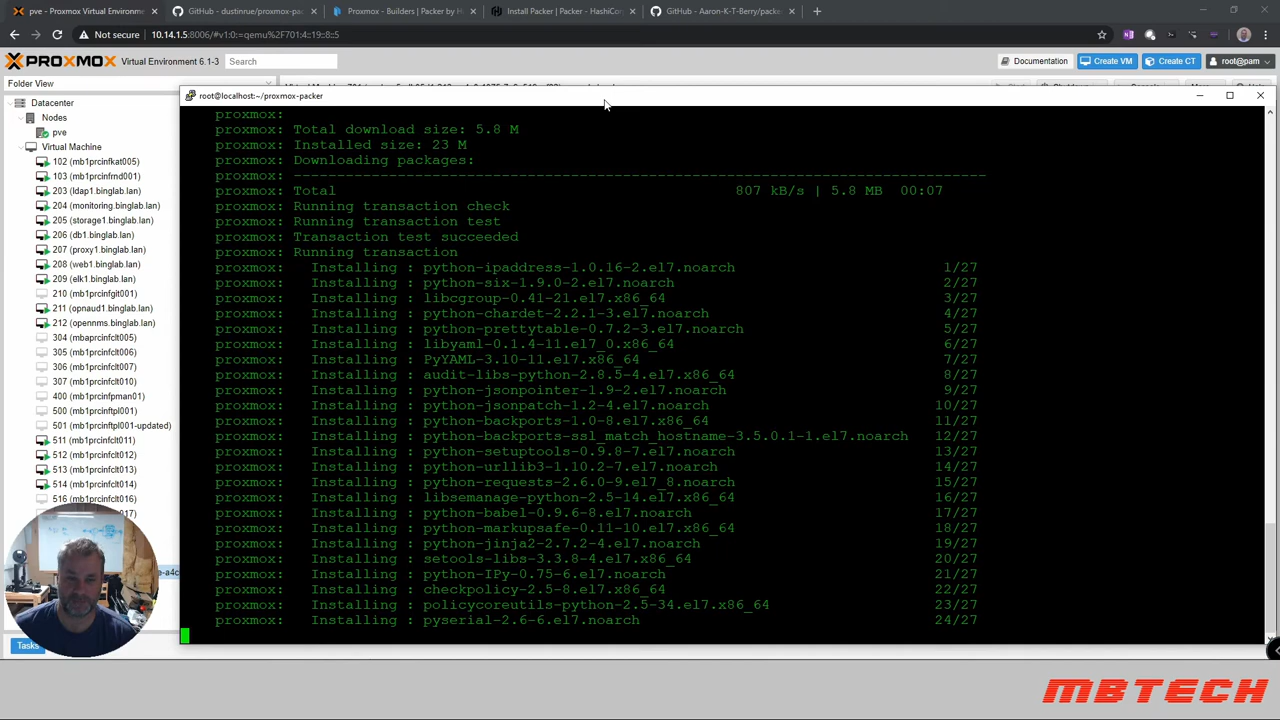 pve - Proxmox Virtual Environme
GitHub - dustinrue/proxmox-pac
Proxmox - Builders | Packer by H
Install Packer | Packer - HashiCor
GitHub - Aaron-K-T-Berry/packe
Not secure
10.14.1.5:8006/#v1:0:=qemu%2F701:4::19::8::5
PROXMOX Virtual Environment 6.1-3
Search
Documentation
Create VM
Create CT
root@pam
Folder View
Datacenter
Nodes
pve
Virtual Machine
102 (mb1prcinfkat005)
103 (mb1prcinfrnd001)
203 (ldap1.binglab.lan)
204 (monitoring.binglab.lan)
205 (storage1.binglab.lan)
206 (db1.binglab.lan)
207 (proxy1.binglab.lan)
208 (web1.binglab.lan)
209 (elk1.binglab.lan)
210 (mb1prcinfgit001)
211 (opnaud1.binglab.lan)
212 (opennms.binglab.lan)
304 (mbaprcinfclt005)
305 (mb1prcinfclt006)
306 (mb1prcinfclt007)
307 (mb1prcinfclt010)
400 (mb1prcinfpman01)
500 (mb1prcinftpl001)
501 (mb1prcinftpl001-updated)
511 (mb1prcinfclt011)
512 (mb1prcinfclt012)
513 (mb1prcinfclt013)
514 (mb1prcinfclt014)
516 (mb1prcinfclt016)
Tasks
root@localhost:~/proxmox-packer
proxmox:
proxmox: Total download size: 5.8 M
proxmox: Installed size: 23 M
proxmox: Downloading packages:
proxmox: --------------------------------------------------------------------------------
proxmox: Total 807 kB/s | 5.8 MB 00:07
proxmox: Running transaction check
proxmox: Running transaction test
proxmox: Transaction test succeeded
proxmox: Running transaction
proxmox: Installing : python-ipaddress-1.0.16-2.el7.noarch 1/27
proxmox: Installing : python-six-1.9.0-2.el7.noarch 2/27
proxmox: Installing : libcgroup-0.41-21.el7.x86_64 3/27
proxmox: Installing : python-chardet-2.2.1-3.el7.noarch 4/27
proxmox: Installing : python-prettytable-0.7.2-3.el7.noarch 5/27
proxmox: Installing : libyaml-0.1.4-11.el7_0.x86_64 6/27
proxmox: Installing : PyYAML-3.10-11.el7.x86_64 7/27
proxmox: Installing : audit-libs-python-2.8.5-4.el7.x86_64 8/27
proxmox: Installing : python-jsonpointer-1.9-2.el7.noarch 9/27
proxmox: Installing : python-jsonpatch-1.2-4.el7.noarch 10/27
proxmox: Installing : python-backports-1.0-8.el7.x86_64 11/27
proxmox: Installing : python-backports-ssl_match_hostname-3.5.0.1-1.el7.noarch 12/27
proxmox: Installing : python-setuptools-0.9.8-7.el7.noarch 13/27
proxmox: Installing : python-urllib3-1.10.2-7.el7.noarch 14/27
proxmox: Installing : python-requests-2.6.0-9.el7_8.noarch 15/27
proxmox: Installing : libsemanage-python-2.5-14.el7.x86_64 16/27
proxmox: Installing : python-babel-0.9.6-8.el7.noarch 17/27
proxmox: Installing : python-markupsafe-0.11-10.el7.x86_64 18/27
proxmox: Installing : python-jinja2-2.7.2-4.el7.noarch 19/27
proxmox: Installing : setools-libs-3.3.8-4.el7.x86_64 20/27
proxmox: Installing : python-IPy-0.75-6.el7.noarch 21/27
proxmox: Installing : checkpolicy-2.5-8.el7.x86_64 22/27
proxmox: Installing : policycoreutils-python-2.5-34.el7.x86_64 23/27
proxmox: Installing : pyserial-2.6-6.el7.noarch 24/27
MBTECH